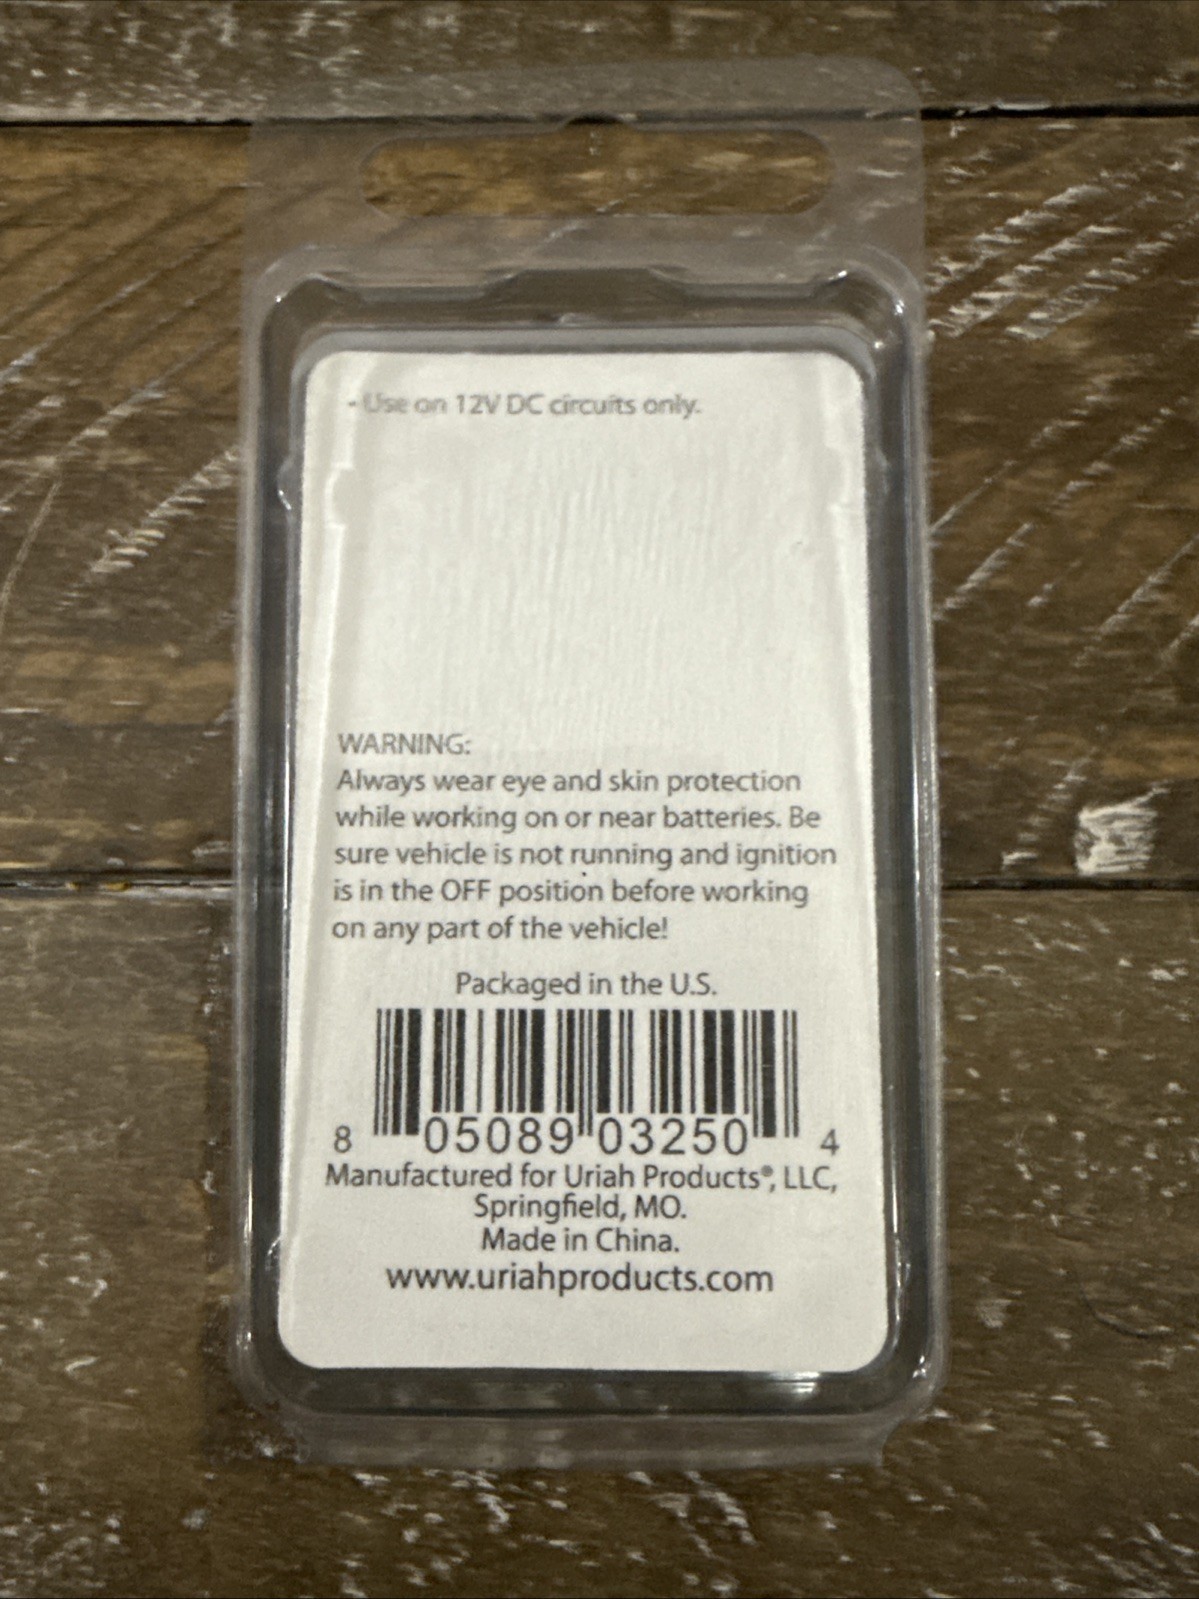 - Use on 12V DC circuits only.
WARNING:
Always wear eye and skin protection
while working on or near batteries. Be
sure vehicle is not running and ignition
is in the OFF position before working
on any part of the vehicle!
Packaged in the U.S.
8 05089 03250 4
Manufactured for Uriah Products®, LLC,
Springfield, MO.
Made in China.
www.uriahproducts.com